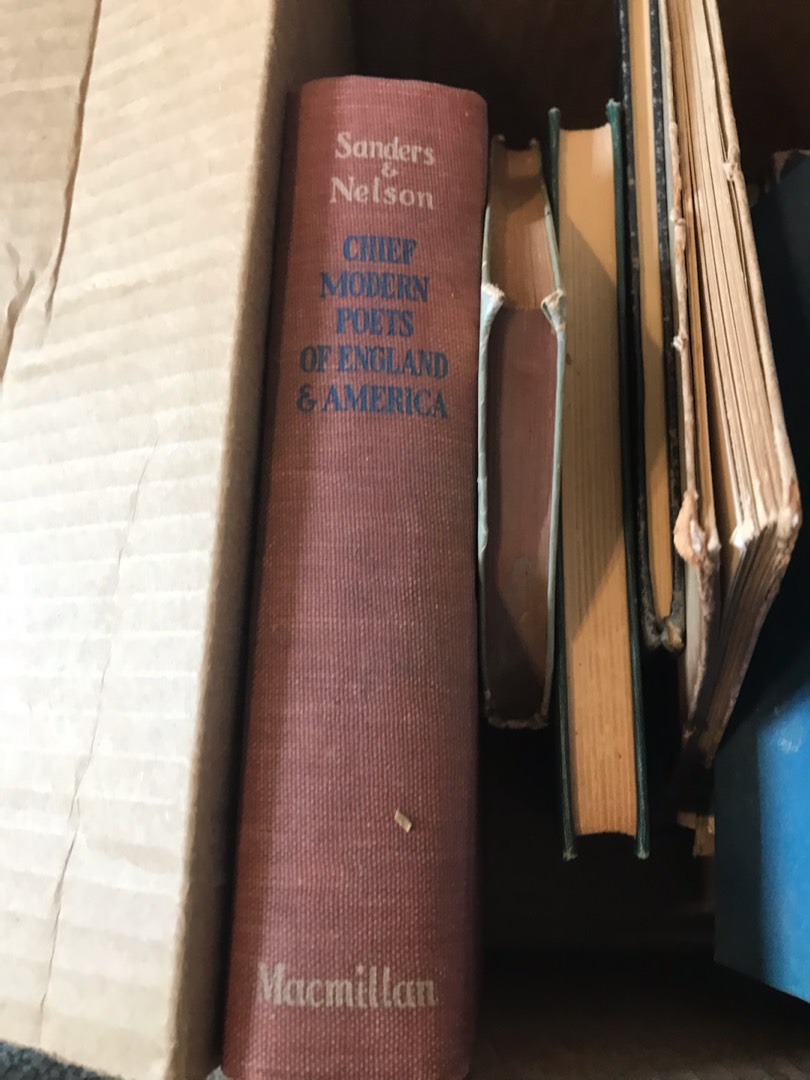 Sanders
&
Nelson
CHIEF
MODERN
POETS
OF ENGLAND
& AMERICA
Macmillan